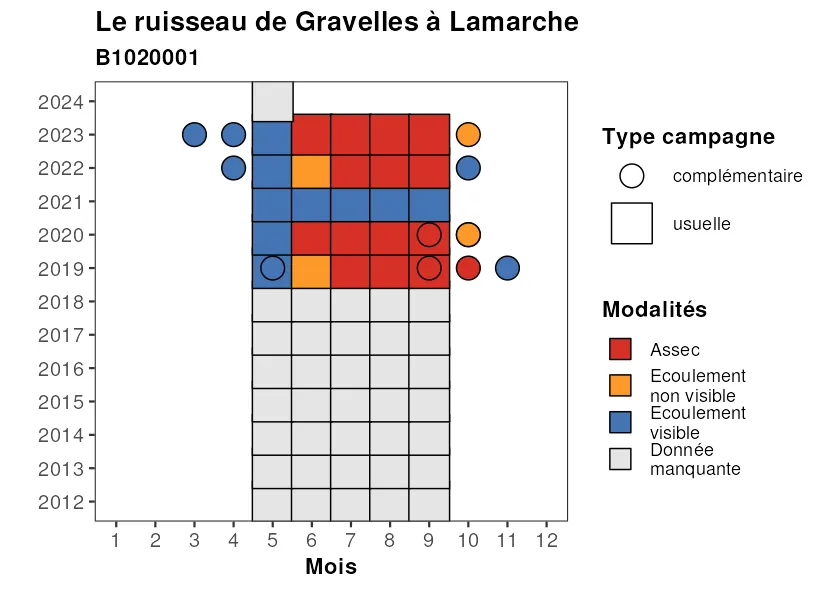 Le ruisseau de Gravelles à Lamarche
B1020001
2024
2023
2022
2021
2020
2019
2018
2017
2016
2015
2014
2013
2012
1 2 3 4 5 6 7 8 9 10 11 12
Mois
Type campagne
complémentaire
usuelle
Modalités
Assec
Ecoulement
non visible
Ecoulement
visible
Donnée
manquante